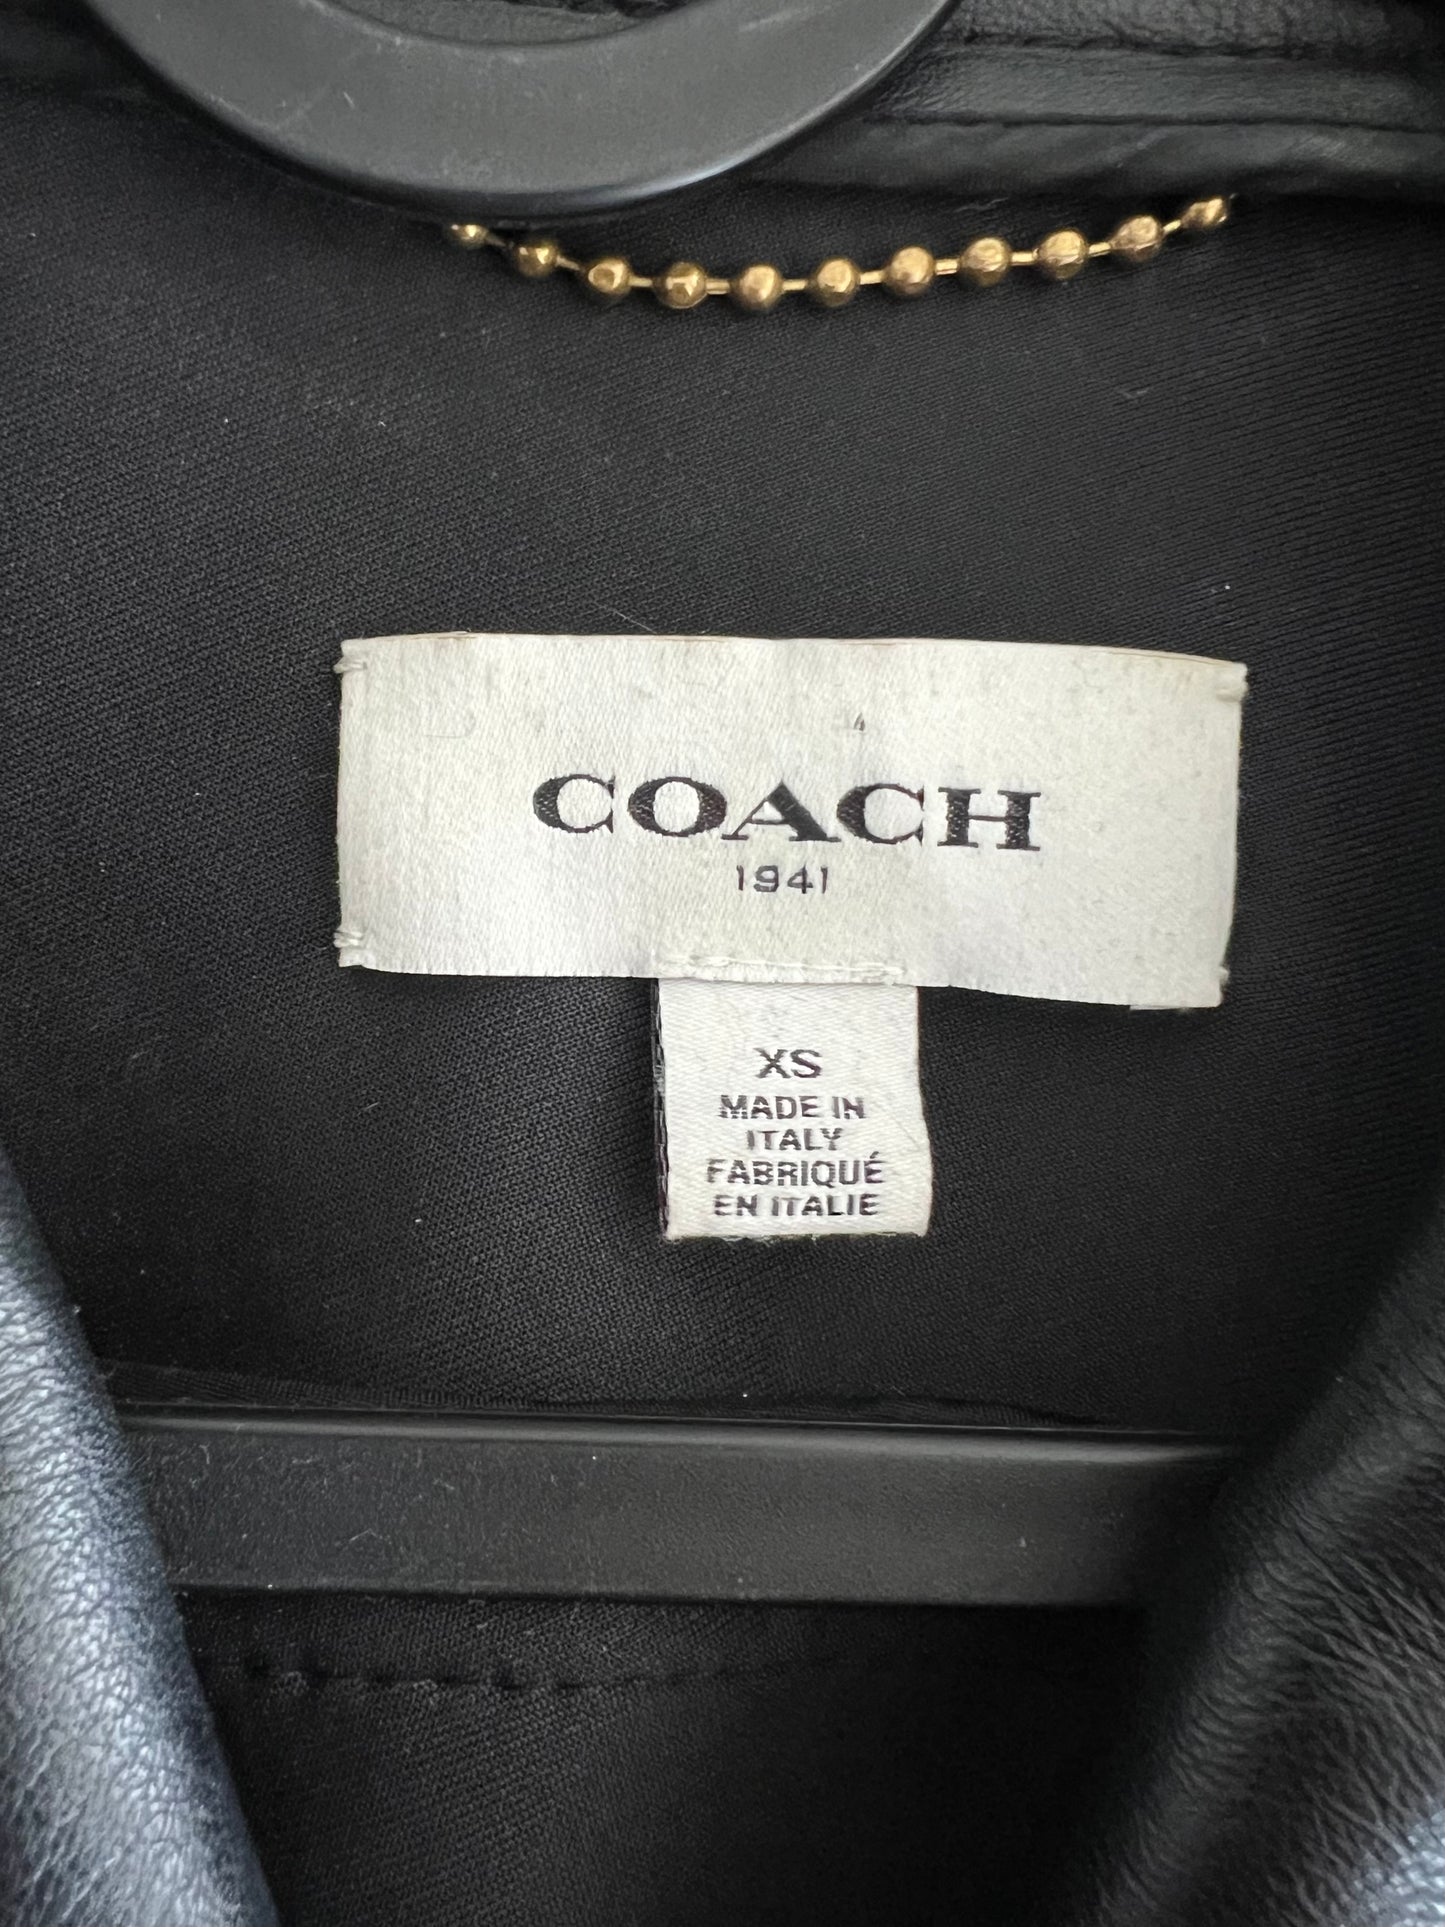 COACH
1941
XS
MADE IN
ITALY
FABRIQUÉ
EN ITALIE